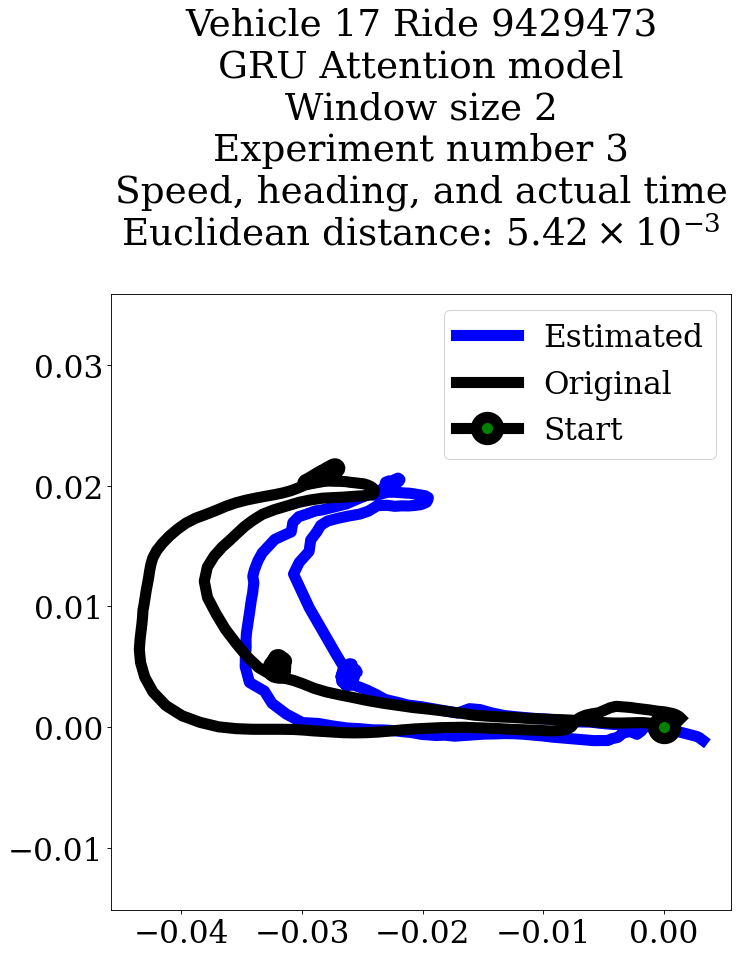 Vehicle 17 Ride 9429473
GRU Attention model
Window size 2
Experiment number 3
Speed, heading, and actual time
Euclidean distance: 5.42 × 10⁻³
Estimated
Original
Start
0.03
0.02
0.01
0.00
−0.01
−0.04 −0.03 −0.02 −0.01 0.00